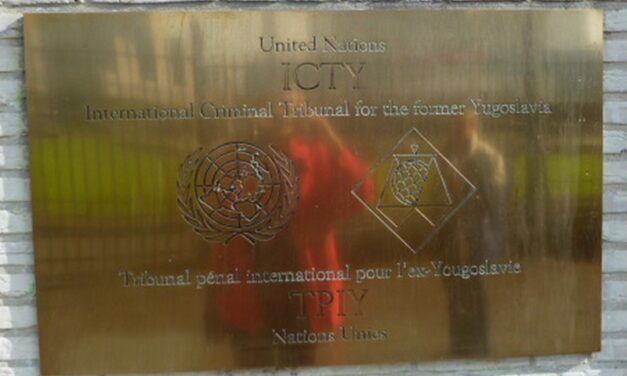 United Nations
ICTY
International Criminal Tribunal for the former Yugoslavia
Tribunal pénal international pour l'ex-Yougoslavie
TPIY
Nations Unies